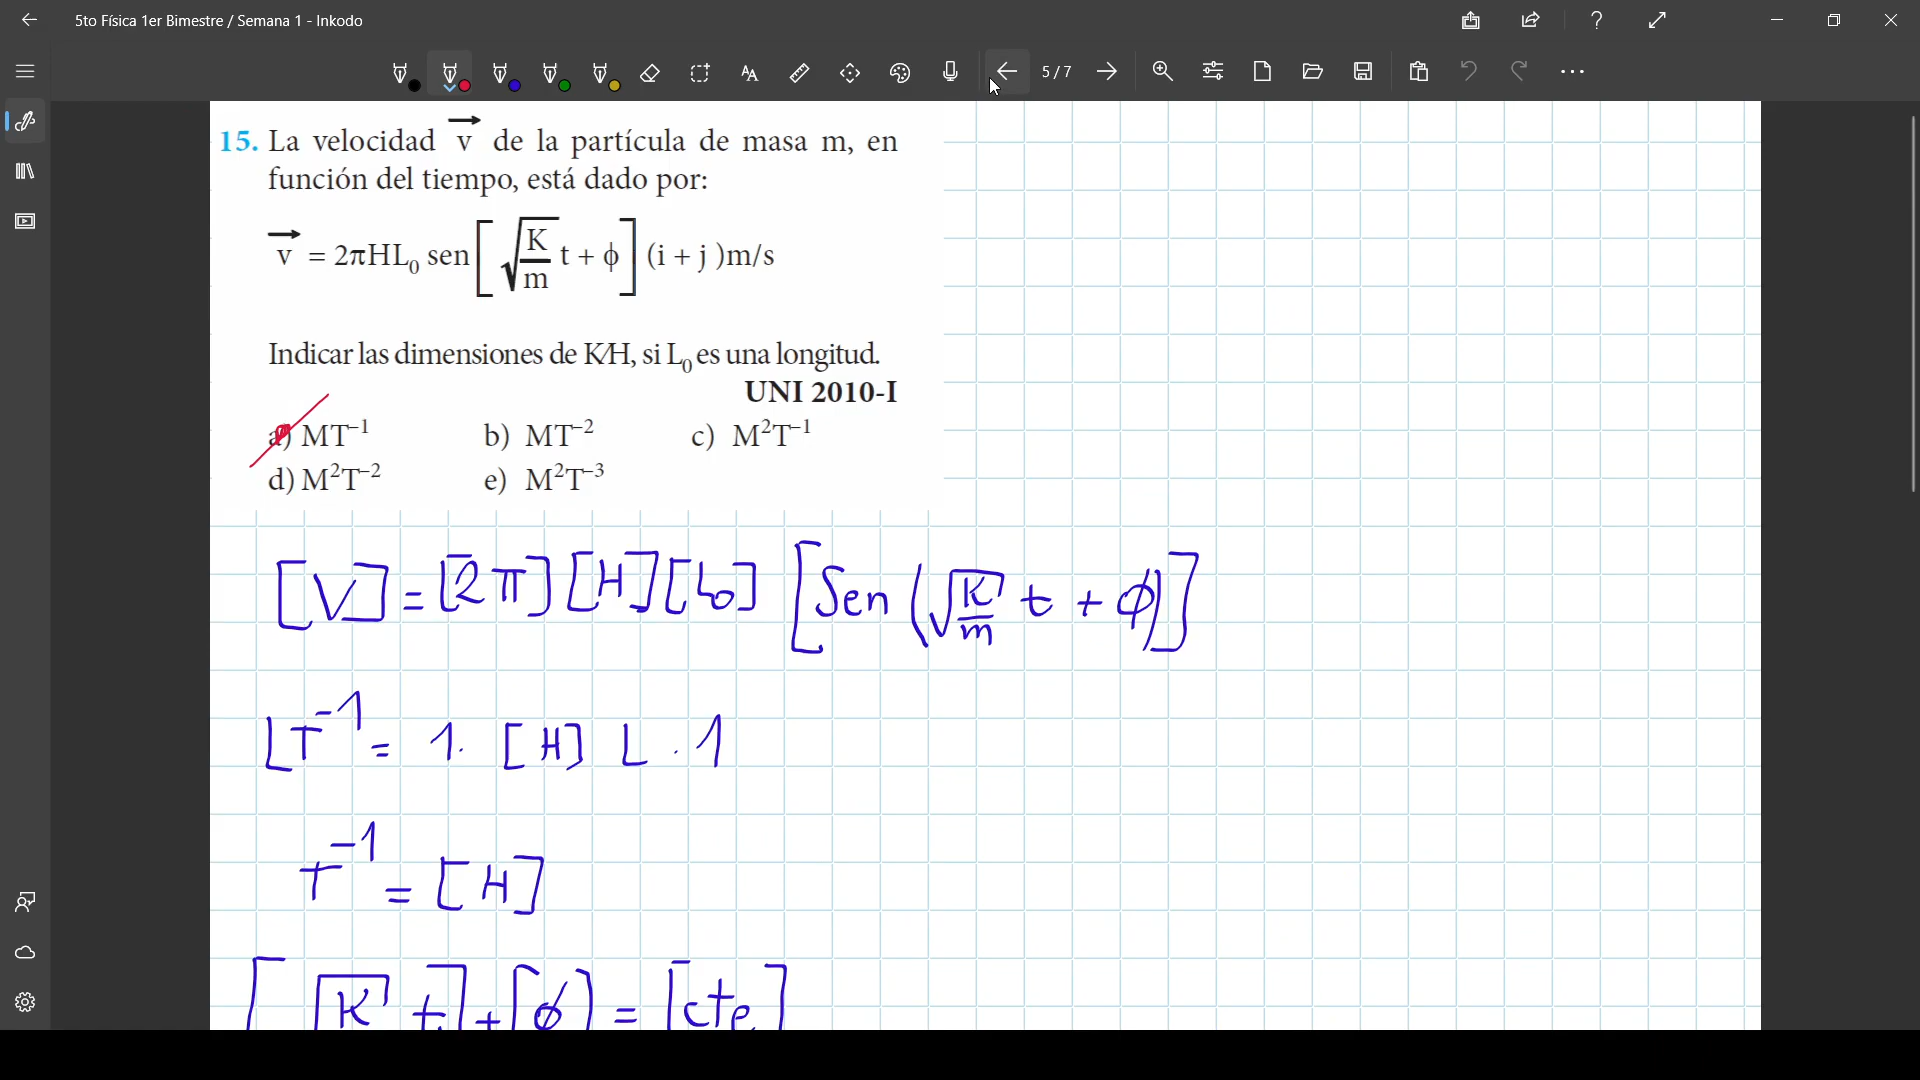 5to Física 1er Bimestre / Semana 1 - Inkodo
5 / 7
15. La velocidad v⃗ de la partícula de masa m, en
función del tiempo, está dado por:
v⃗ = 2πHL₀ sen[√(K/m) t + ϕ](i + j )m/s
Indicar las dimensiones de K/H, si L₀ es una longitud.
UNI 2010-I
a) MT⁻¹ b) MT⁻² c) M²T⁻¹
d) M²T⁻² e) M²T⁻³
[V] = [2π][H][L₀] [Sen(√(K/m) t + ϕ)]
LT⁻¹ = 1. [H] L . 1
T⁻¹ = [H]
[√K t] + [ϕ] = [cte]